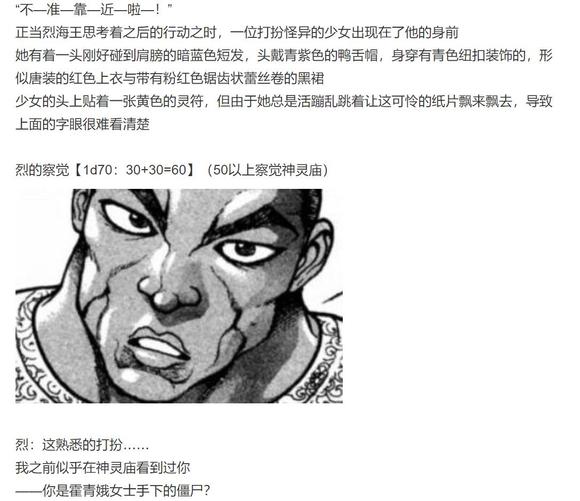 “不—准—靠—近—啦—！”
正当烈海王思考着之后的行动之时，一位打扮怪异的少女出现在了他的身前
她有着一头刚好碰到肩膀的暗蓝色短发，头戴青紫色的鸭舌帽，身穿有青色纽扣装饰的，形
似唐装的红色上衣与带有粉红色锯齿状蕾丝卷的黑裙
少女的头上贴着一张黄色的灵符，但由于她总是活蹦乱跳着让这可怜的纸片飘来飘去，导致
上面的字眼很难看清楚
烈的察觉【1d70：30+30=60】（50以上察觉神灵庙）
烈：这熟悉的打扮……
我之前似乎在神灵庙看到过你
——你是霍青娥女士手下的僵尸？